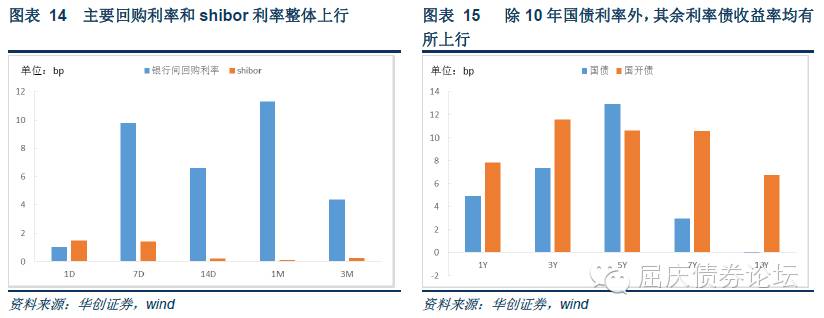 图表 14 主要回购利率和 shibor 利率整体上行
单位：bp
银行间回购利率 shibor
12
10
8
6
4
2
0
1D 7D 14D 1M 3M
资料来源：华创证券，wind
图表 15 除 10 年国债利率外，其余利率债收益率均有
所上行
单位：bp
国债 国开债
14
12
10
8
6
4
2
0
-2
1Y 3Y 5Y 7Y 10Y
屈庆债券论坛
资料来源：华创证券，wind